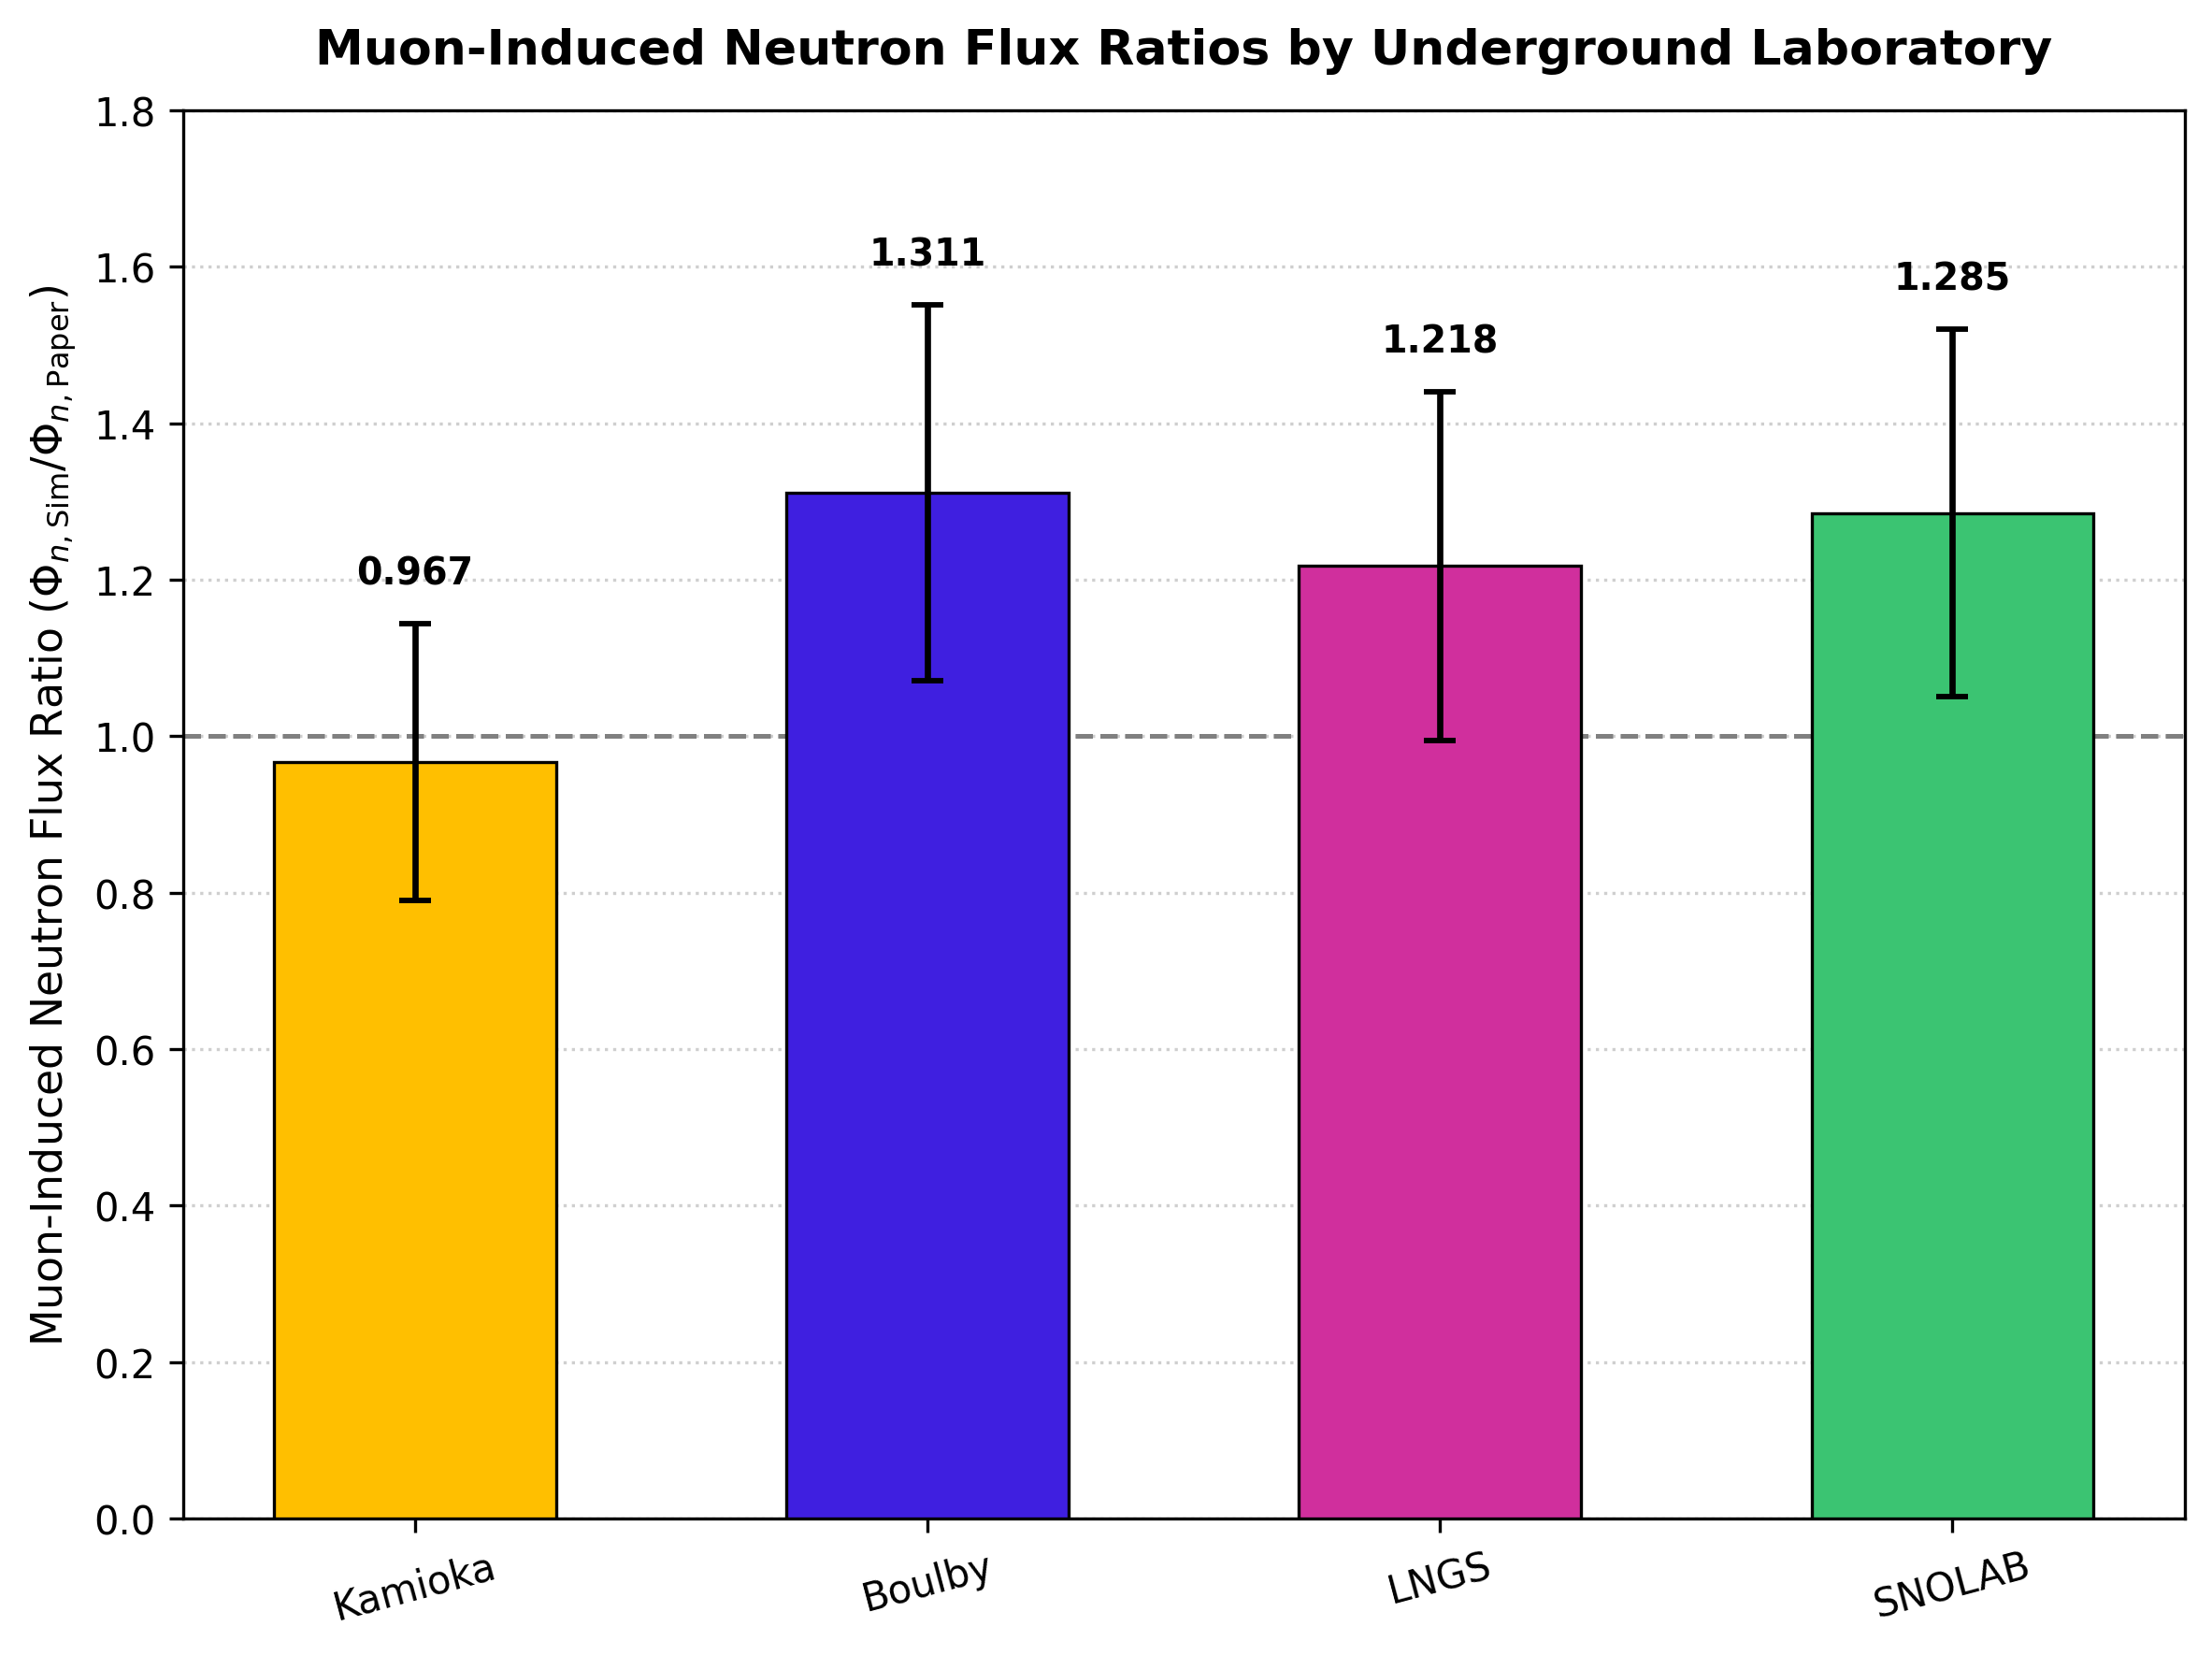 Muon-Induced Neutron Flux Ratios by Underground Laboratory
Muon-Induced Neutron Flux Ratio (Φn, Sim/Φn, Paper)
1.8
1.6
1.4
1.2
1.0
0.8
0.6
0.4
0.2
0.0
0.967
1.311
1.218
1.285
Kamioka
Boulby
LNGS
SNOLAB